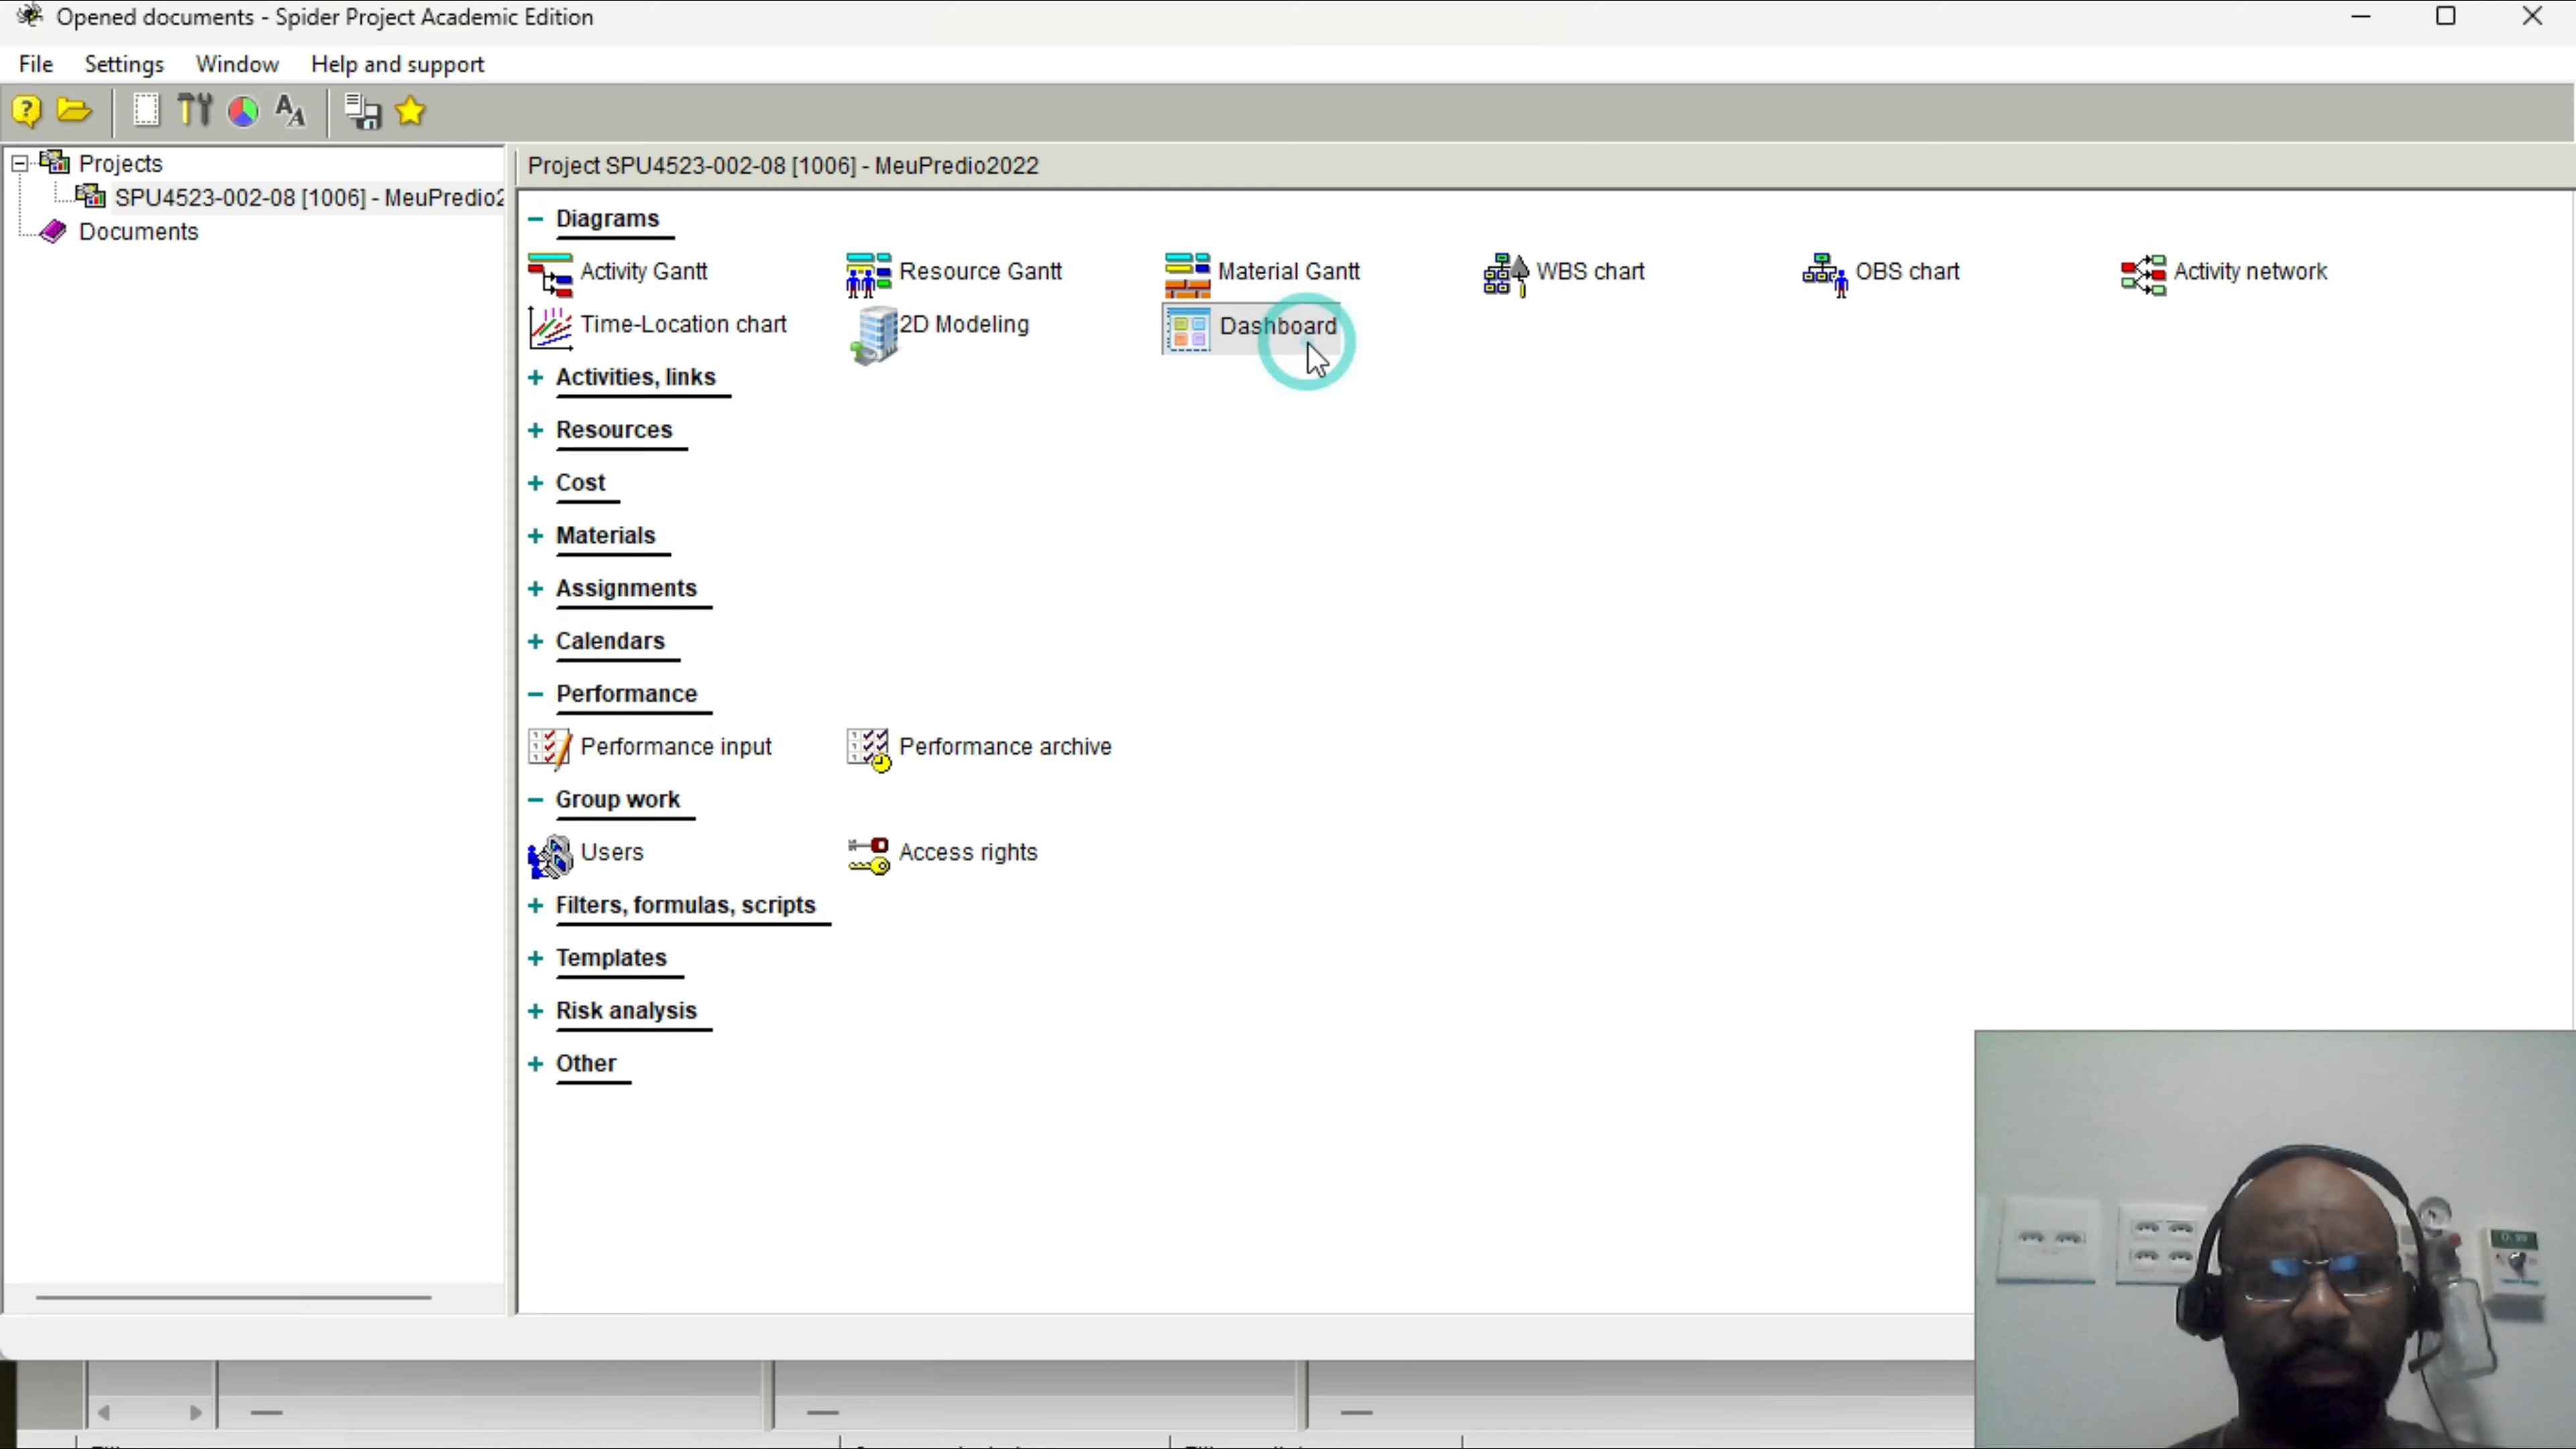 Opened documents - Spider Project Academic Edition
File Settings Window Help and support
Projects
SPU4523-002-08 [1006] - MeuPredio2
Documents
Project SPU4523-002-08 [1006] - MeuPredio2022
Diagrams
Activity Gantt Resource Gantt Material Gantt WBS chart OBS chart Activity network
Time-Location chart 2D Modeling Dashboard
Activities, links
Resources
Cost
Materials
Assignments
Calendars
Performance
Performance input Performance archive
Group work
Users Access rights
Filters, formulas, scripts
Templates
Risk analysis
Other